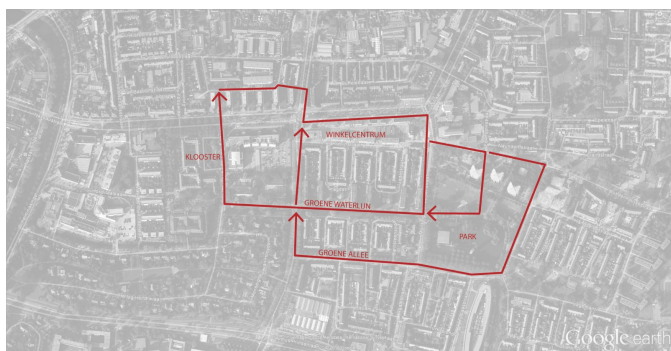 WINKELCENTRUM
KLOOSTER
GROENE WATERLIJN
PARK
GROENE ALLEE
Google earth